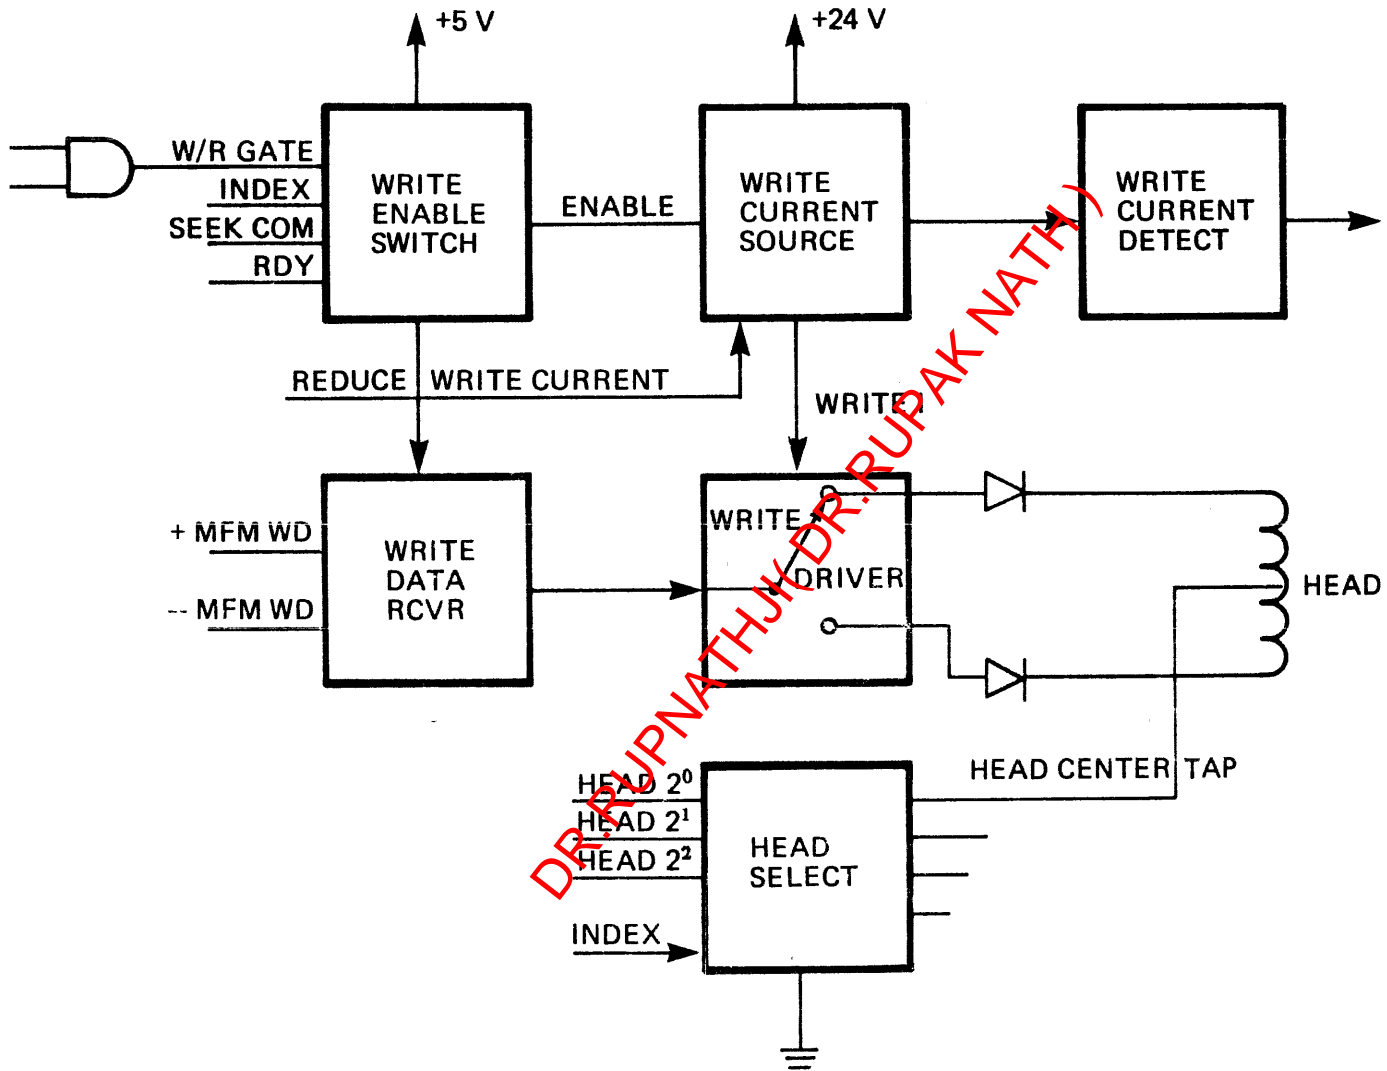 +5 V
+24 V
W/R GATE
INDEX
SEEK COM
RDY
WRITE
ENABLE
SWITCH
ENABLE
WRITE
CURRENT
SOURCE
WRITE
CURRENT
DETECT
REDUCE WRITE CURRENT
WRITE I
+ MFM WD
-- MFM WD
WRITE
DATA
RCVR
WRITE
DRIVER
HEAD
HEAD CENTER TAP
HEAD 2⁰
HEAD 2¹
HEAD 2²
INDEX
HEAD
SELECT
DR.RUPNATHJI( DR.RUPAK NATH )